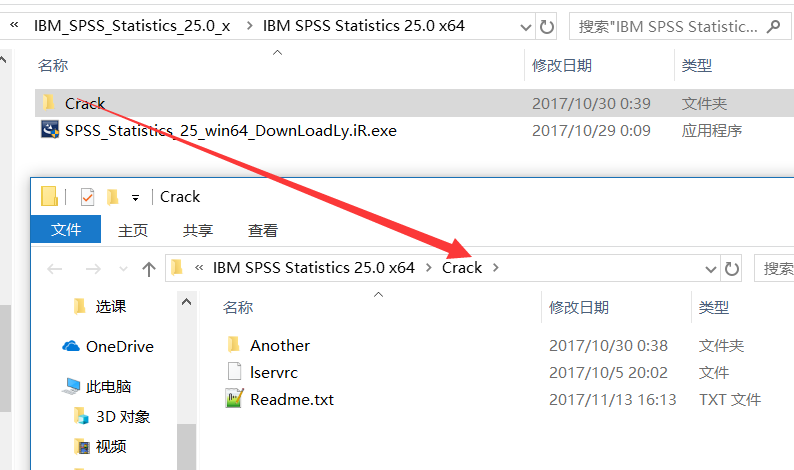 « IBM_SPSS_Statistics_25.0_x > IBM SPSS Statistics 25.0 x64 搜索"IBM SPSS Statistic...
名称 修改日期 类型
Crack 2017/10/30 0:39 文件夹
SPSS_Statistics_25_win64_DownLoadLy.iR.exe 2017/10/29 0:09 应用程序
Crack
文件 主页 共享 查看
« IBM SPSS Statistics 25.0 x64 > Crack > 搜索
选课
OneDrive
此电脑
3D 对象
视频
名称 修改日期 类型
Another 2017/10/30 0:38 文件夹
lservrc 2017/10/5 20:02 文件
Readme.txt 2017/11/13 16:13 TXT 文件